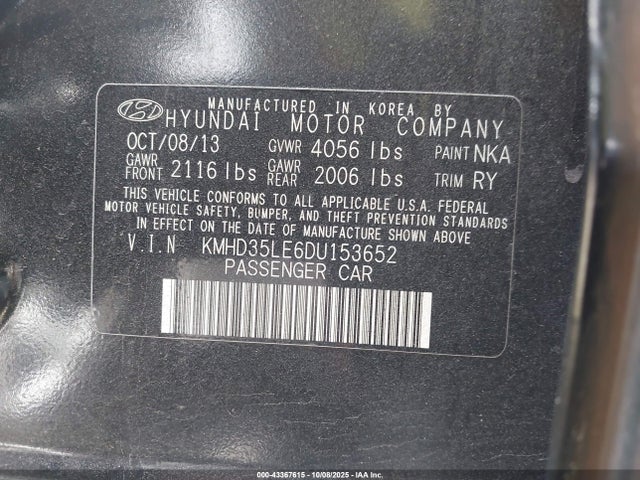 MANUFACTURED IN KOREA BY
HYUNDAI MOTOR COMPANY
OCT/08/13 GVWR 4056 lbs PAINT NKA
GAWR FRONT 2116 lbs GAWR REAR 2006 lbs TRIM RY
THIS VEHICLE CONFORMS TO ALL APPLICABLE U.S.A. FEDERAL
MOTOR VEHICLE SAFETY, BUMPER, AND THEFT PREVENTION STANDARDS
IN EFFECT ON THE DATE OF MANUFACTURE SHOWN ABOVE
V.I.N KMHD35LE6DU153652
PASSENGER CAR
000-43367615 - 10/08/2025 - IAA Inc.